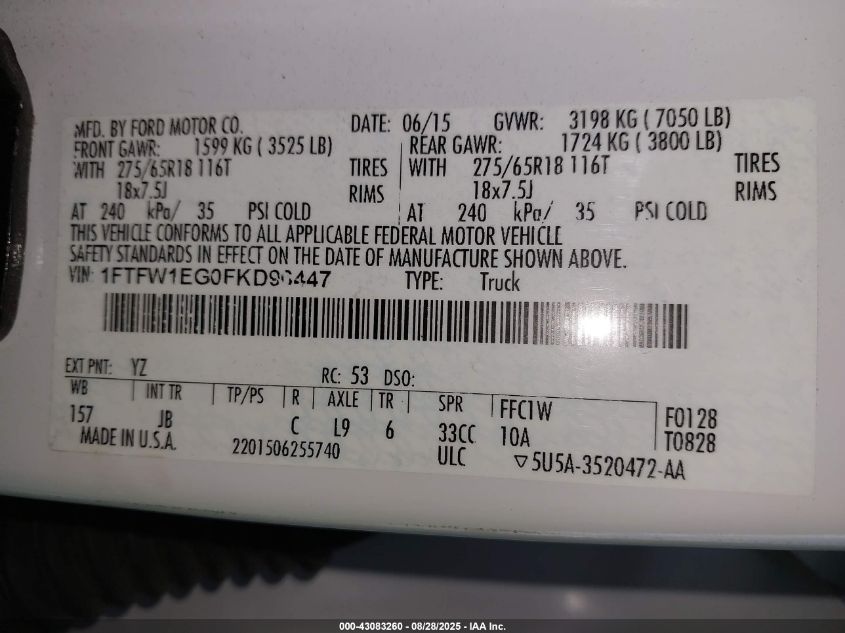 MFD. BY FORD MOTOR CO. DATE: 06/15 GVWR: 3198 KG ( 7050 LB)
FRONT GAWR: 1599 KG ( 3525 LB) REAR GAWR: 1724 KG ( 3800 LB)
WITH 275/65R18 116T TIRES WITH 275/65R18 116T TIRES
18x7.5J RIMS 18x7.5J RIMS
AT 240 kPa/ 35 PSI COLD AT 240 kPa/ 35 PSI COLD
THIS VEHICLE CONFORMS TO ALL APPLICABLE FEDERAL MOTOR VEHICLE
SAFETY STANDARDS IN EFFECT ON THE DATE OF MANUFACTURE SHOWN ABOVE.
VIN: 1FTFW1EG0FKD96447 TYPE: Truck
EXT PNT: YZ RC: 53 DSO:
WB INT TR TP/PS R AXLE TR SPR FFC1W F0128
157 JB C L9 6 33CC 10A T0828
MADE IN U.S.A. 2201506255740 ULC ▽5U5A-3520472-AA
000-43083260 - 08/28/2025 - IAA Inc.